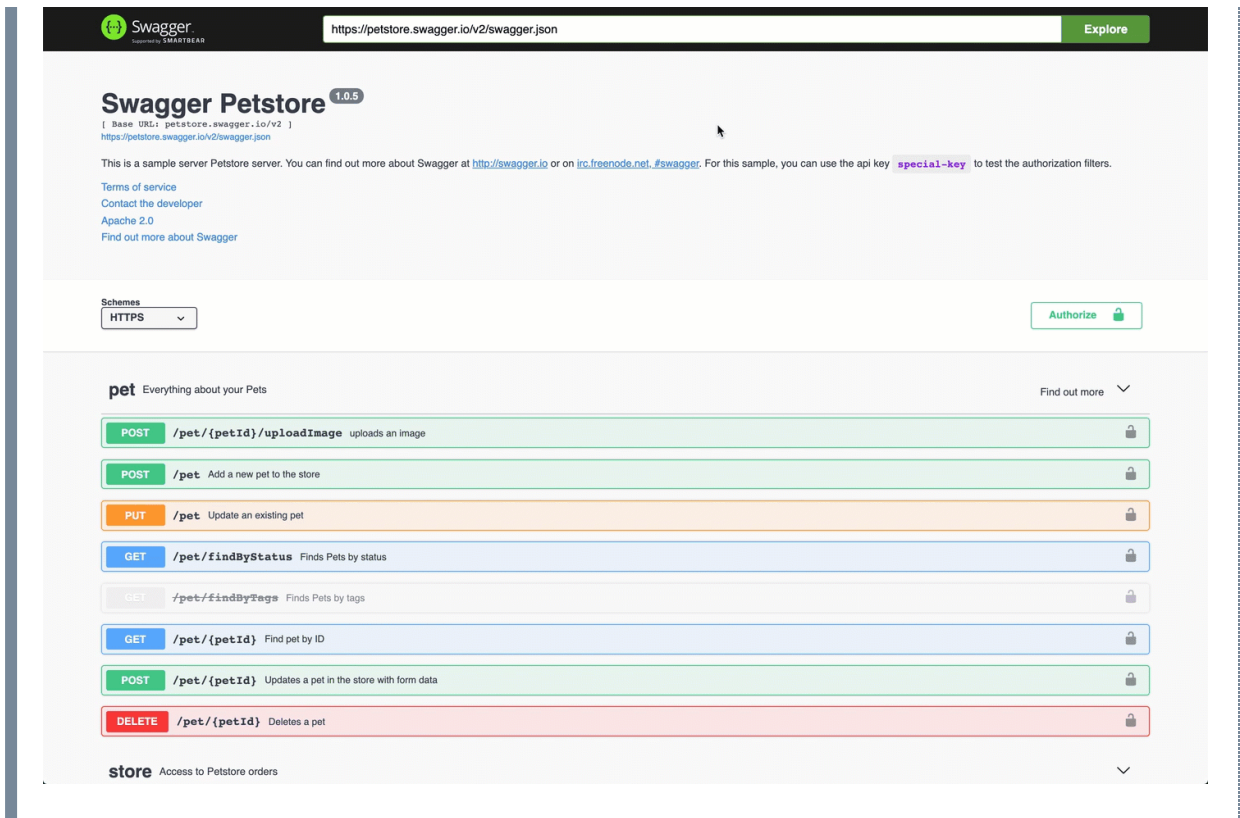 Swagger.
Supported by SMARTBEAR
https://petstore.swagger.io/v2/swagger.json
Explore
Swagger Petstore 1.0.5
[ Base URL: petstore.swagger.io/v2 ]
https://petstore.swagger.io/v2/swagger.json
This is a sample server Petstore server. You can find out more about Swagger at http://swagger.io or on irc.freenode.net, #swagger. For this sample, you can use the api key special-key to test the authorization filters.
Terms of service
Contact the developer
Apache 2.0
Find out more about Swagger
Schemes
HTTPS
Authorize
pet Everything about your Pets Find out more
POST /pet/{petId}/uploadImage uploads an image
POST /pet Add a new pet to the store
PUT /pet Update an existing pet
GET /pet/findByStatus Finds Pets by status
GET /pet/findByTags Finds Pets by tags
GET /pet/{petId} Find pet by ID
POST /pet/{petId} Updates a pet in the store with form data
DELETE /pet/{petId} Deletes a pet
store Access to Petstore orders